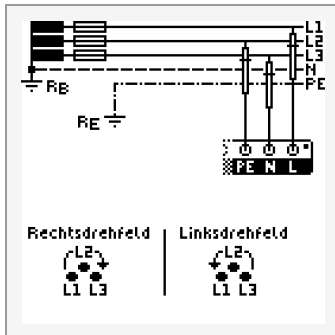 L1
L2
L3
N
PE
RB
RE
PE N L
Rechtsdrehfeld
L2
L1 L3
Linksdrehfeld
L2
L1 L3